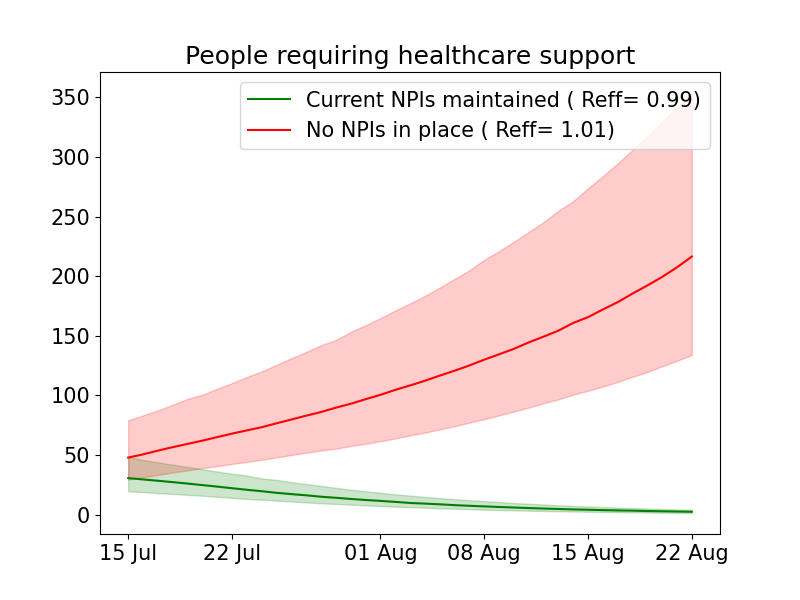 People requiring healthcare support
Current NPIs maintained ( Reff= 0.99)
No NPIs in place ( Reff= 1.01)
350
300
250
200
150
100
50
0
15 Jul
22 Jul
01 Aug
08 Aug
15 Aug
22 Aug